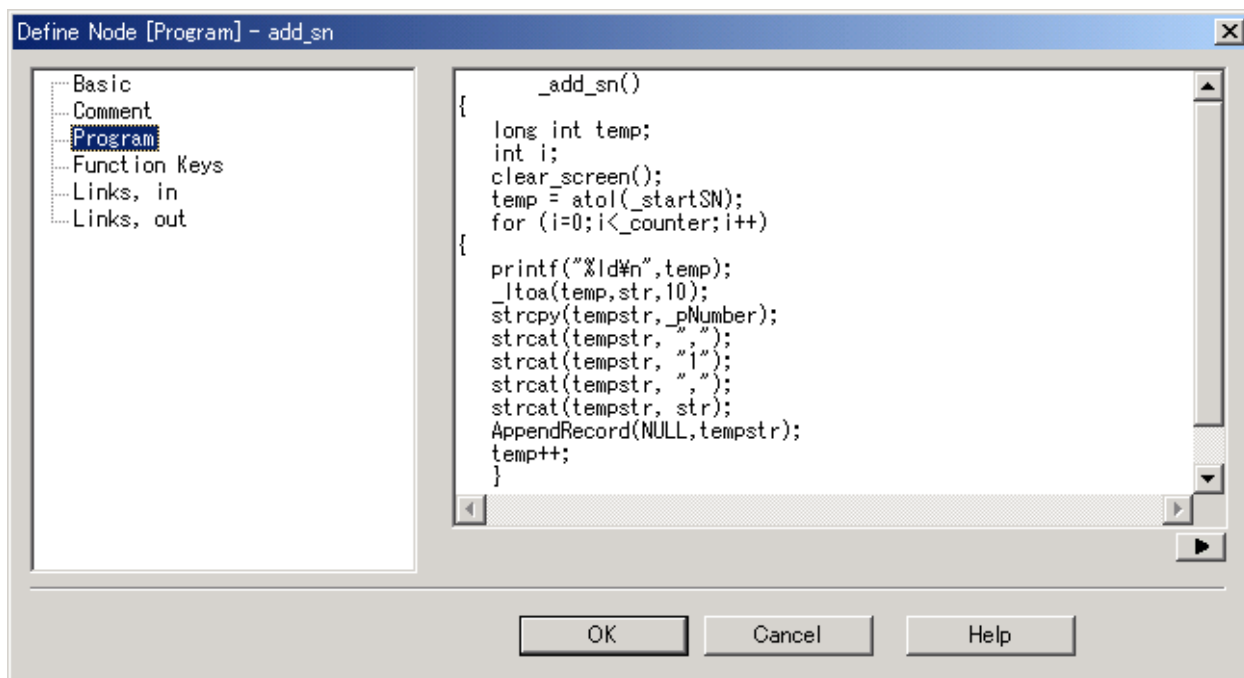 Define Node [Program] - add_sn
Basic
Comment
Program
Function Keys
Links, in
Links, out
_add_sn()
{
long int temp;
int i;
clear_screen();
temp = atol(_startSN);
for (i=0;i<_counter;i++)
{
printf("%ld¥n",temp);
_ltoa(temp,str,10);
strcpy(tempstr,_pNumber);
strcat(tempstr, ",");
strcat(tempstr, "1");
strcat(tempstr, ",");
strcat(tempstr, str);
AppendRecord(NULL,tempstr);
temp++;
}
OK
Cancel
Help